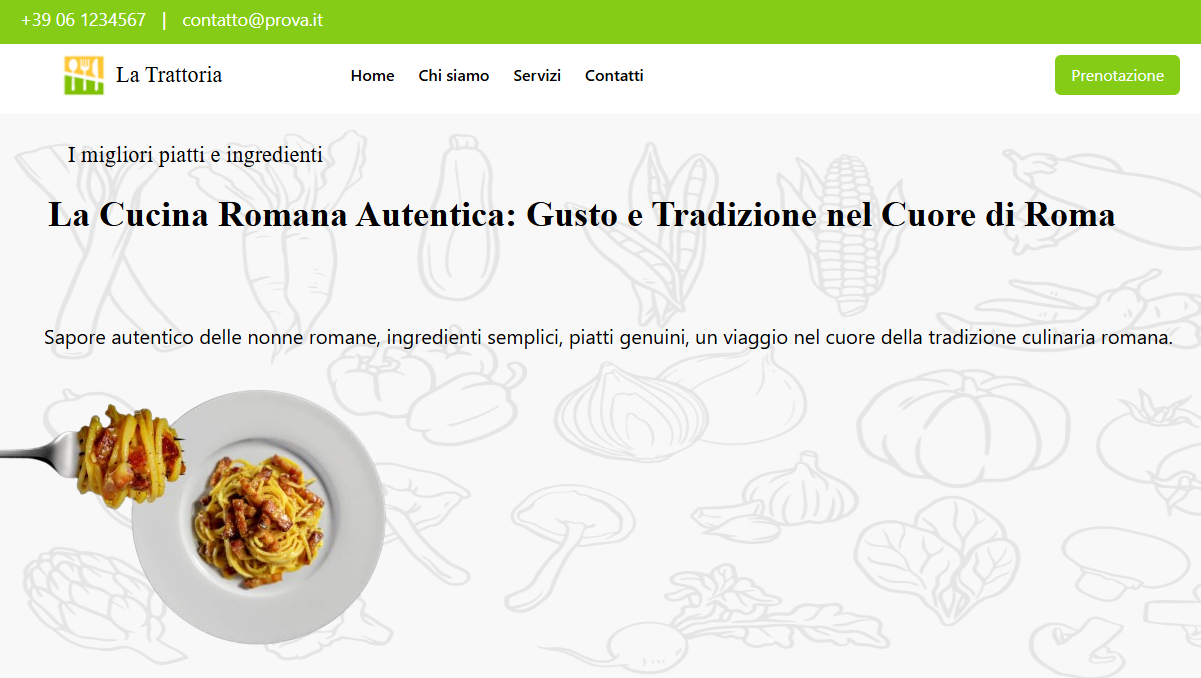 +39 06 1234567 | contatto@prova.it
La Trattoria Home Chi siamo Servizi Contatti Prenotazione
I migliori piatti e ingredienti
La Cucina Romana Autentica: Gusto e Tradizione nel Cuore di Roma
Sapore autentico delle nonne romane, ingredienti semplici, piatti genuini, un viaggio nel cuore della tradizione culinaria romana.